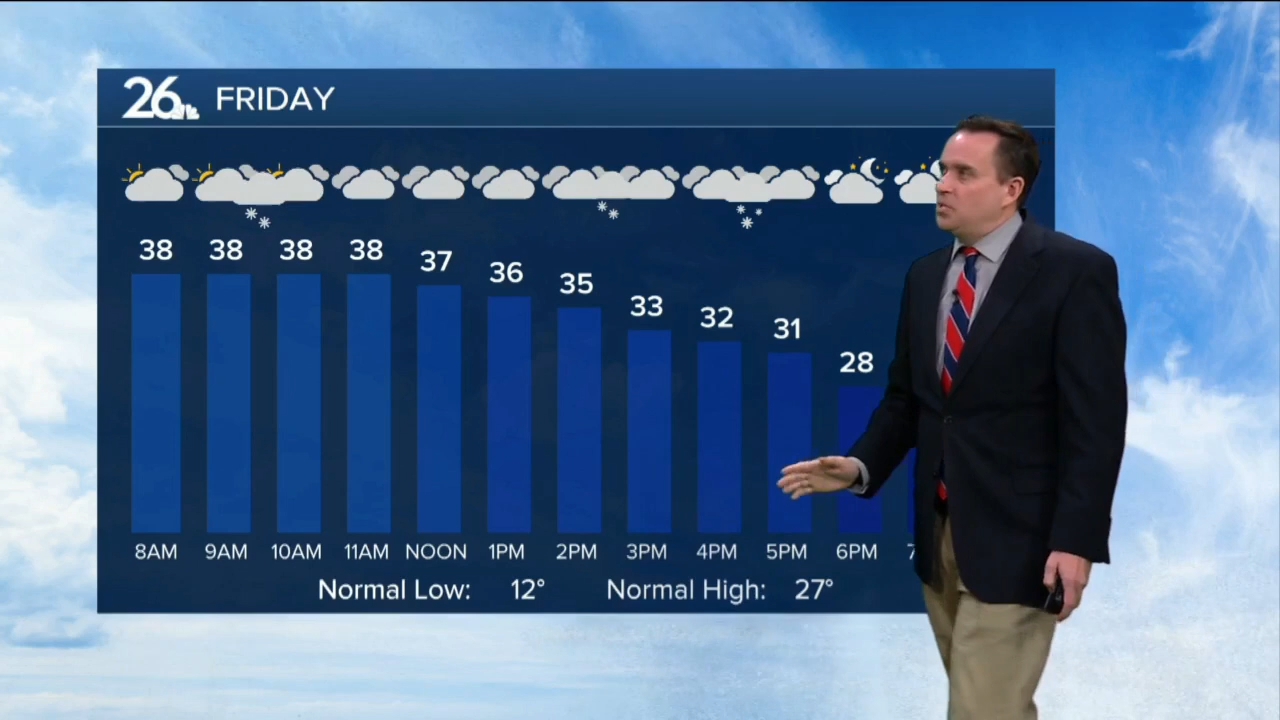 26 FRIDAY
38 38 38 38 37 36 35 33 32 31 28
8AM 9AM 10AM 11AM NOON 1PM 2PM 3PM 4PM 5PM 6PM 7
Normal Low: 12° Normal High: 27°